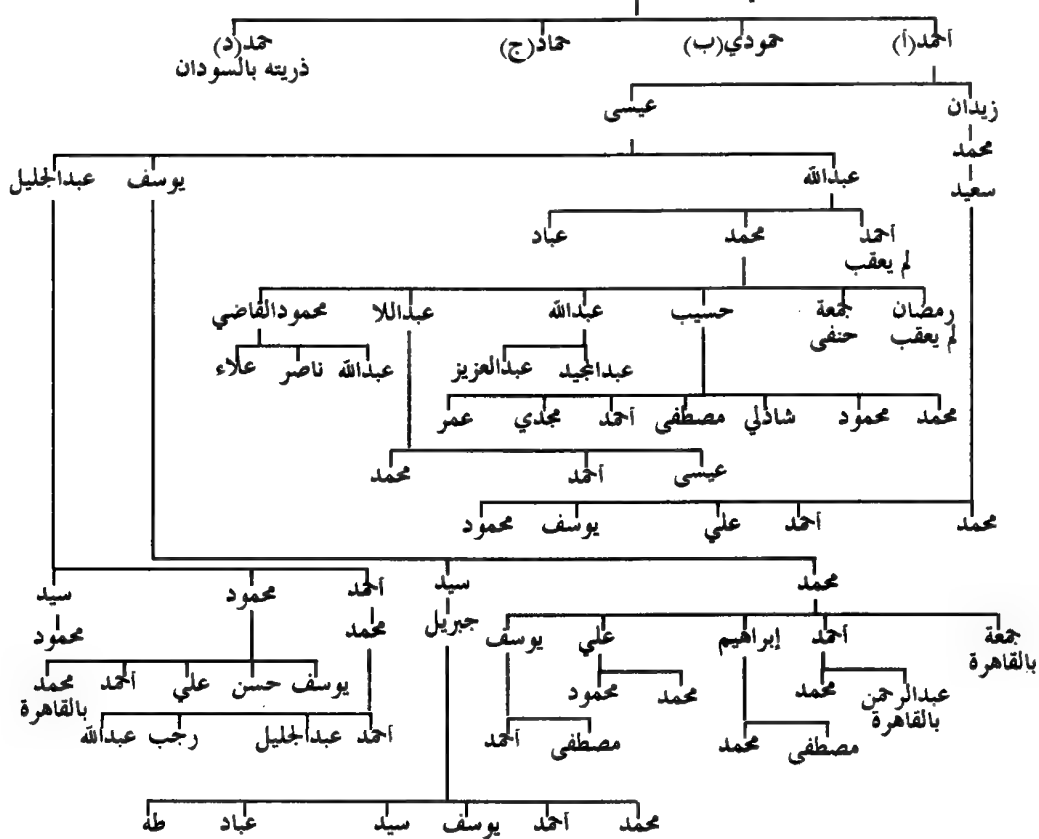 أحمد(أ) حمودي(ب) حماد(ج) حمد(د)
ذريته بالسودان
زيدان عيسى
محمد
سعيد عبدالله يوسف عبدالجليل
أحمد محمد عباد
لم يعقب
رمضان جمعة حسيب عبدالله عبداللا محمودالقاضي
لم يعقب حنفى
عبدالمجيد عبدالعزيز عبدالله ناصر علاء
محمد محمود شاذلي مصطفى أحمد مجدي عمر
عيسى أحمد محمد
محمد أحمد علي يوسف محمود
محمد سيد أحمد محمود سيد
جمعة أحمد إبراهيم علي يوسف جبريل محمد محمود
بالقاهرة
عبدالرحمن محمد محمد محمود يوسف حسن علي أحمد محمد
بالقاهرة بالقاهرة
مصطفى محمد مصطفى أحمد أحمد عبدالجليل رجب عبدالله
محمد أحمد يوسف سيد عباد طه